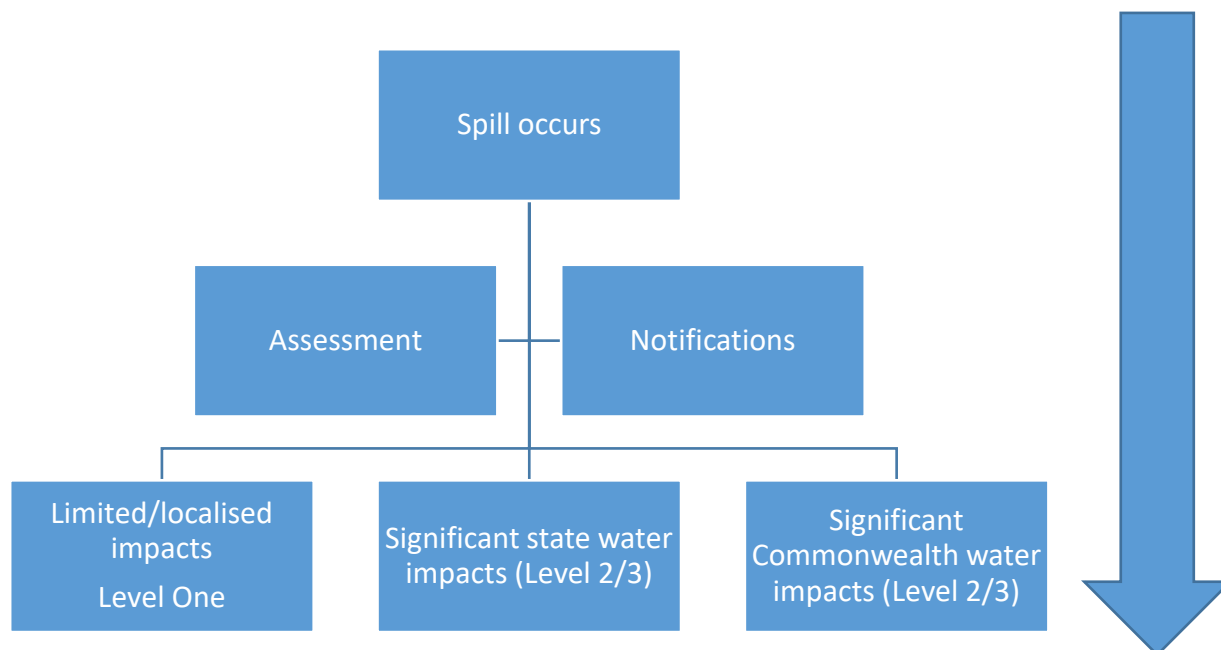 Spill occurs
Assessment
Notifications
Limited/localised
impacts
Level One
Significant state water
impacts (Level 2/3)
Significant
Commonwealth water
impacts (Level 2/3)